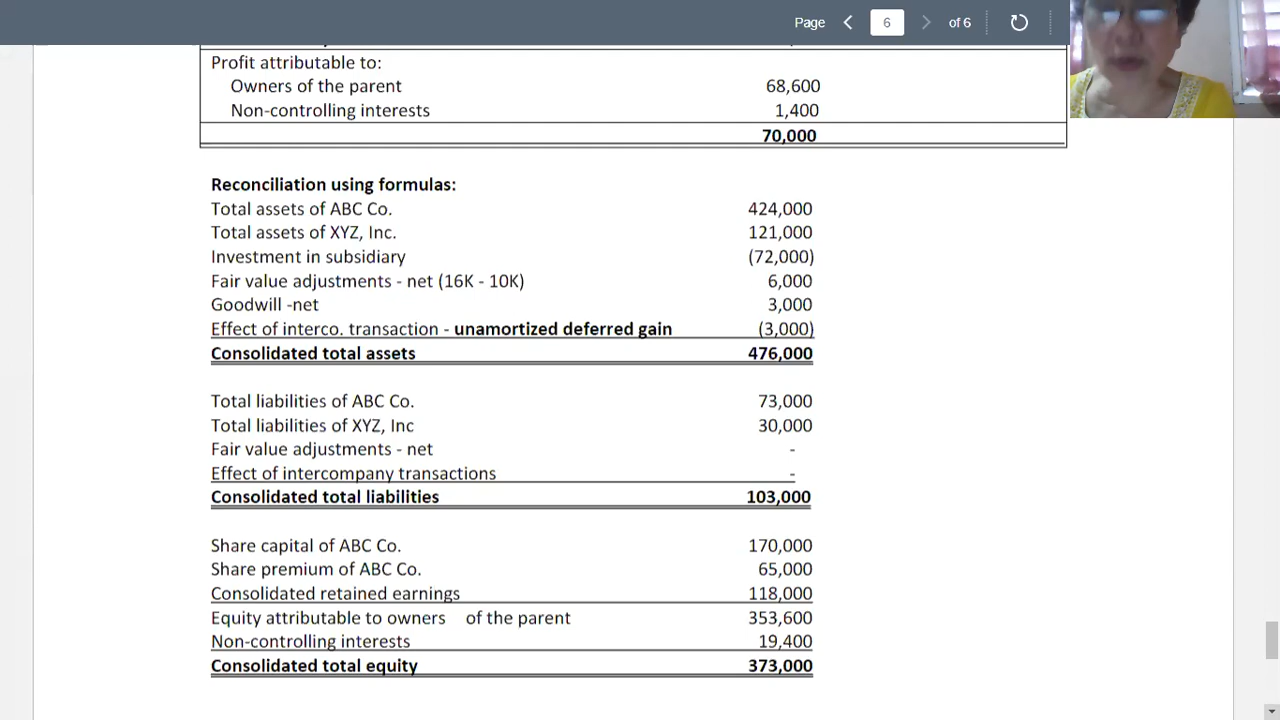 Page 6 of 6
Profit attributable to:
Owners of the parent 68,600
Non-controlling interests 1,400
70,000
Reconciliation using formulas:
Total assets of ABC Co. 424,000
Total assets of XYZ, Inc. 121,000
Investment in subsidiary (72,000)
Fair value adjustments - net (16K - 10K) 6,000
Goodwill -net 3,000
Effect of interco. transaction - unamortized deferred gain (3,000)
Consolidated total assets 476,000
Total liabilities of ABC Co. 73,000
Total liabilities of XYZ, Inc 30,000
Fair value adjustments - net -
Effect of intercompany transactions -
Consolidated total liabilities 103,000
Share capital of ABC Co. 170,000
Share premium of ABC Co. 65,000
Consolidated retained earnings 118,000
Equity attributable to owners of the parent 353,600
Non-controlling interests 19,400
Consolidated total equity 373,000